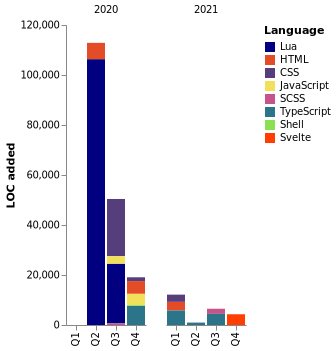 2020
2021
120,000
100,000
80,000
60,000
40,000
20,000
0
LOC added
Q1
Q2
Q3
Q4
Q1
Q2
Q3
Q4
Language
Lua
HTML
CSS
JavaScript
SCSS
TypeScript
Shell
Svelte